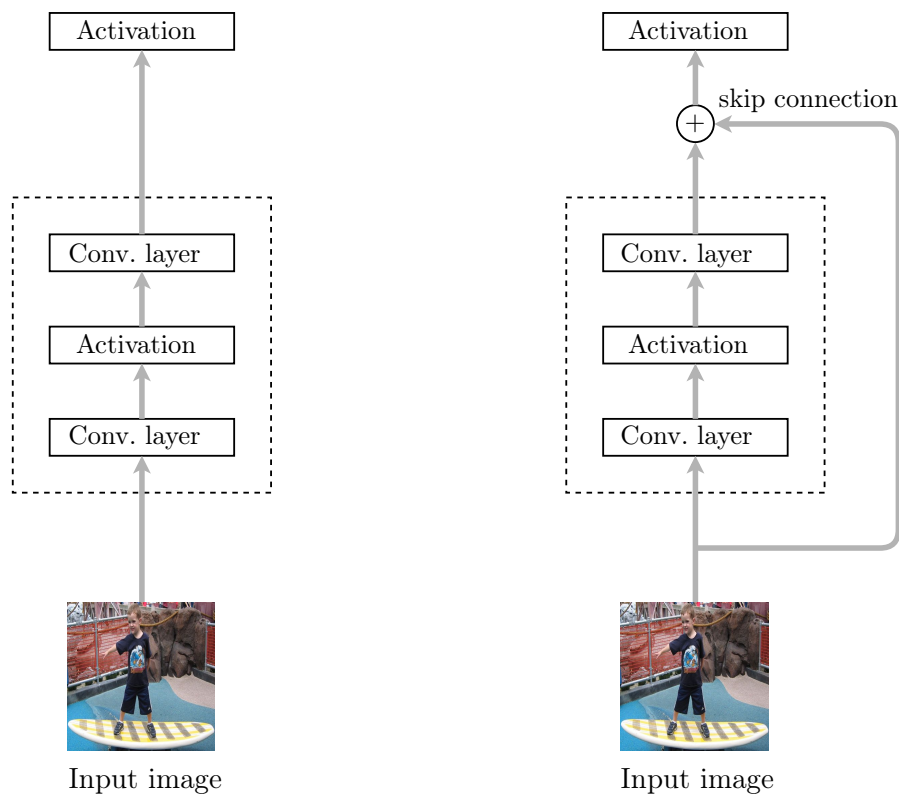 Activation
Conv. layer
Activation
Conv. layer
Input image
Activation
skip connection
+
Conv. layer
Activation
Conv. layer
Input image